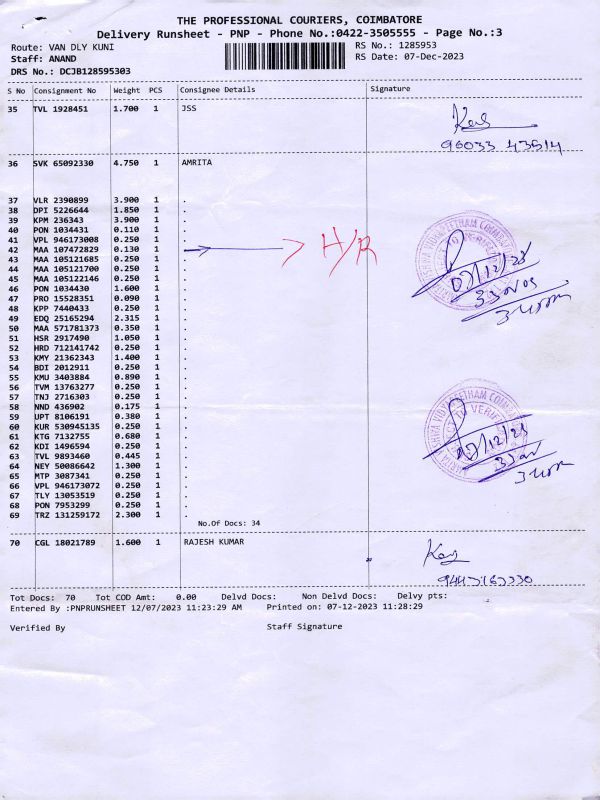 THE PROFESSIONAL COURIERS, COIMBATORE
Delivery Runsheet - PNP - Phone No.:0422-3505555 - Page No.:3
Route: VAN DLY KUNI RS No.: 1285953
Staff: ANAND RS Date: 07-Dec-2023
DRS No.: DCJB128595303
S No Consignment No Weight PCS Consignee Details Signature
35 TVL 1928451 1.700 1 JSS
96033 43514
36 SVK 65092330 4.750 1 AMRITA
37 VLR 2390899 3.900 1 .
38 DPI 5226644 1.850 1 .
39 KPM 236343 3.900 1 .
40 PON 1034431 0.110 1 .
41 VPL 946173008 0.250 1 . H/R
42 MAA 107472829 0.130 1 .
43 MAA 105121685 0.250 1 . 07/12/23
44 MAA 105121700 0.250 1 .
45 MAA 105122146 0.250 1 .
46 PON 1034430 1.600 1 .
47 PRO 15528351 0.090 1 .
48 KPP 7440433 0.250 1 .
49 EDQ 25165294 2.315 1 .
50 MAA 571781373 0.350 1 .
51 HSR 2917490 1.050 1 .
52 HRD 712141742 0.250 1 .
53 KMY 21362343 1.400 1 .
54 BDI 2012911 0.250 1 .
55 KMU 3403884 0.890 1 .
56 TVM 13763277 0.250 1 .
57 TNJ 2716303 0.250 1 .
58 NND 436902 0.175 1 .
59 UPT 8106191 0.380 1 .
60 KUR 530945135 0.250 1 .
61 KTG 7132755 0.680 1 .
62 KDI 1496594 0.250 1 .
63 TVL 9893460 0.445 1 .
64 NEY 50086642 1.300 1 .
65 MTP 3087341 0.250 1 .
66 VPL 946173072 0.250 1 .
67 TLY 13053519 0.250 1 .
68 PON 7953299 0.250 1 .
69 TRZ 131259172 2.300 1 .
No.Of Docs: 34
70 CGL 18021789 1.600 1 RAJESH KUMAR
Tot Docs: 70 Tot COD Amt: 0.00 Delvd Docs: Non Delvd Docs: Delvy pts:
Entered By :PNPRUNSHEET 12/07/2023 11:23:29 AM Printed on: 07-12-2023 11:28:29
Verified By Staff Signature